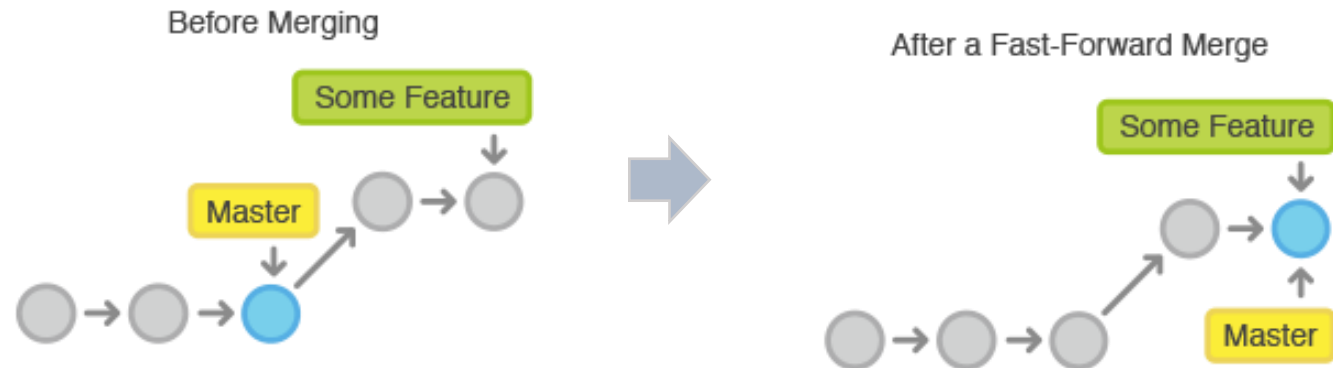 Before Merging
Some Feature
Master
After a Fast-Forward Merge
Some Feature
Master